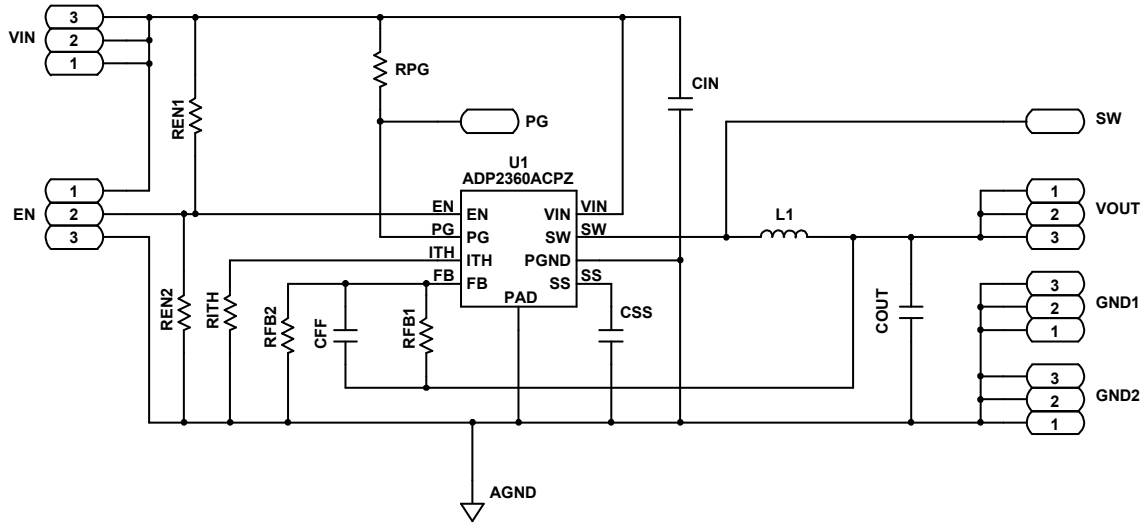 VIN
3
2
1
REN1
RPG
PG
CIN
SW
EN
1
2
3
U1
ADP2360ACPZ
EN
PG
ITH
FB
EN
PG
ITH
FB
VIN
SW
PGND
SS
PAD
VIN
SW
SS
L1
1
2
3
VOUT
REN2
RITH
RFB2
CFF
RFB1
CSS
COUT
3
2
1
GND1
3
2
1
GND2
AGND